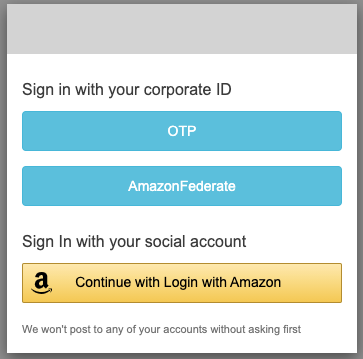 Sign in with your corporate ID
OTP
AmazonFederate
Sign In with your social account
Continue with Login with Amazon
We won't post to any of your accounts without asking first